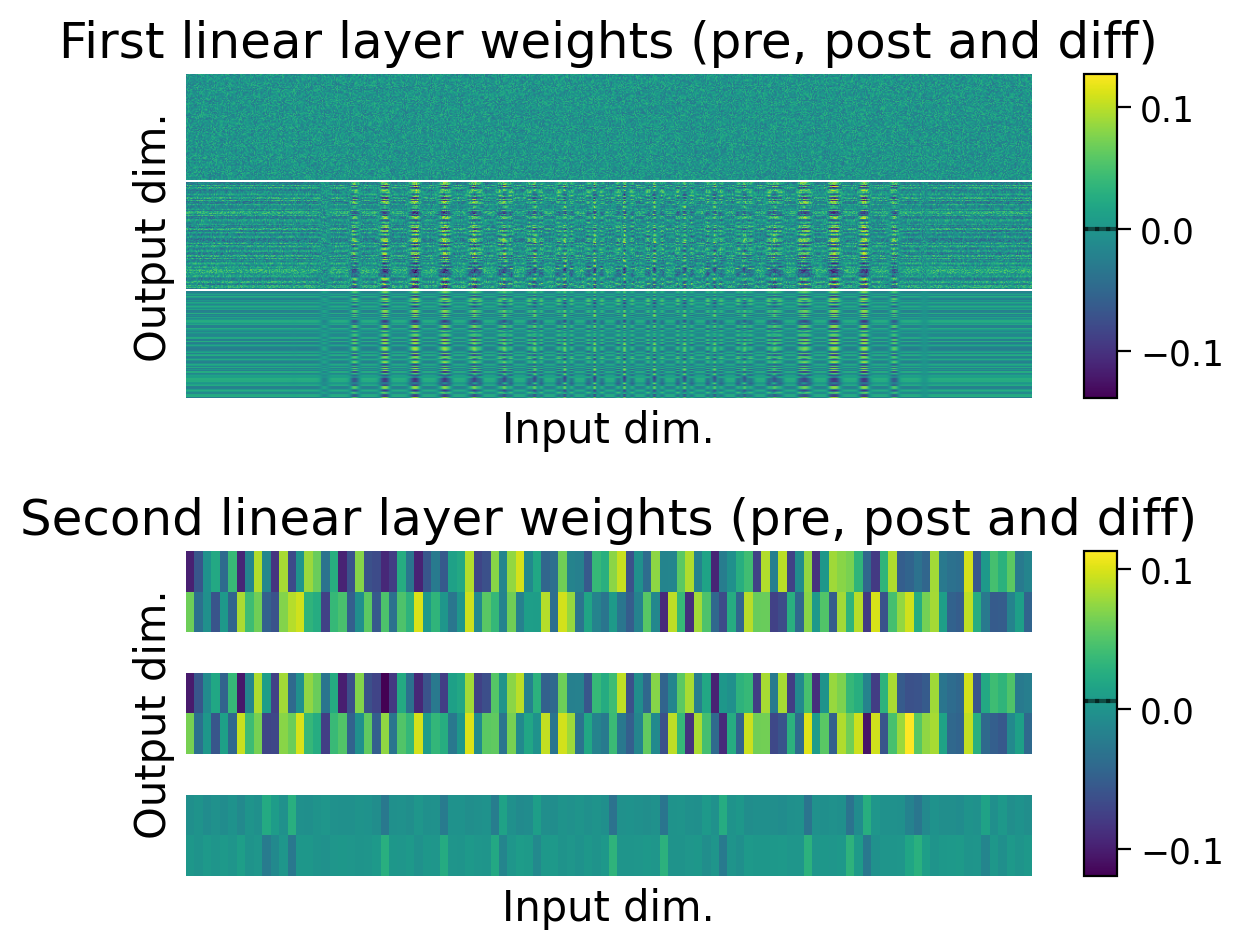 First linear layer weights (pre, post and diff)
Output dim.
0.1
0.0
−0.1
Input dim.
Second linear layer weights (pre, post and diff)
Output dim.
0.1
0.0
−0.1
Input dim.